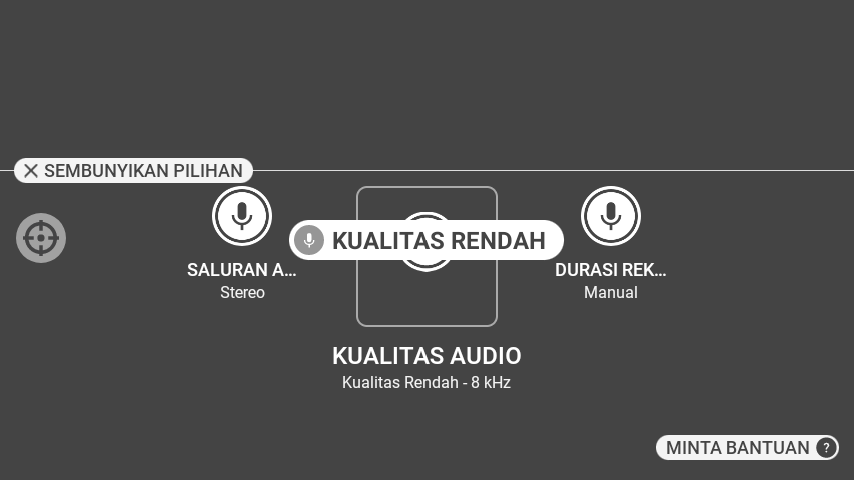 SEMBUNYIKAN PILIHAN
KUALITAS RENDAH
SALURAN A...
Stereo
DURASI REK...
Manual
KUALITAS AUDIO
Kualitas Rendah - 8 kHz
MINTA BANTUAN ?